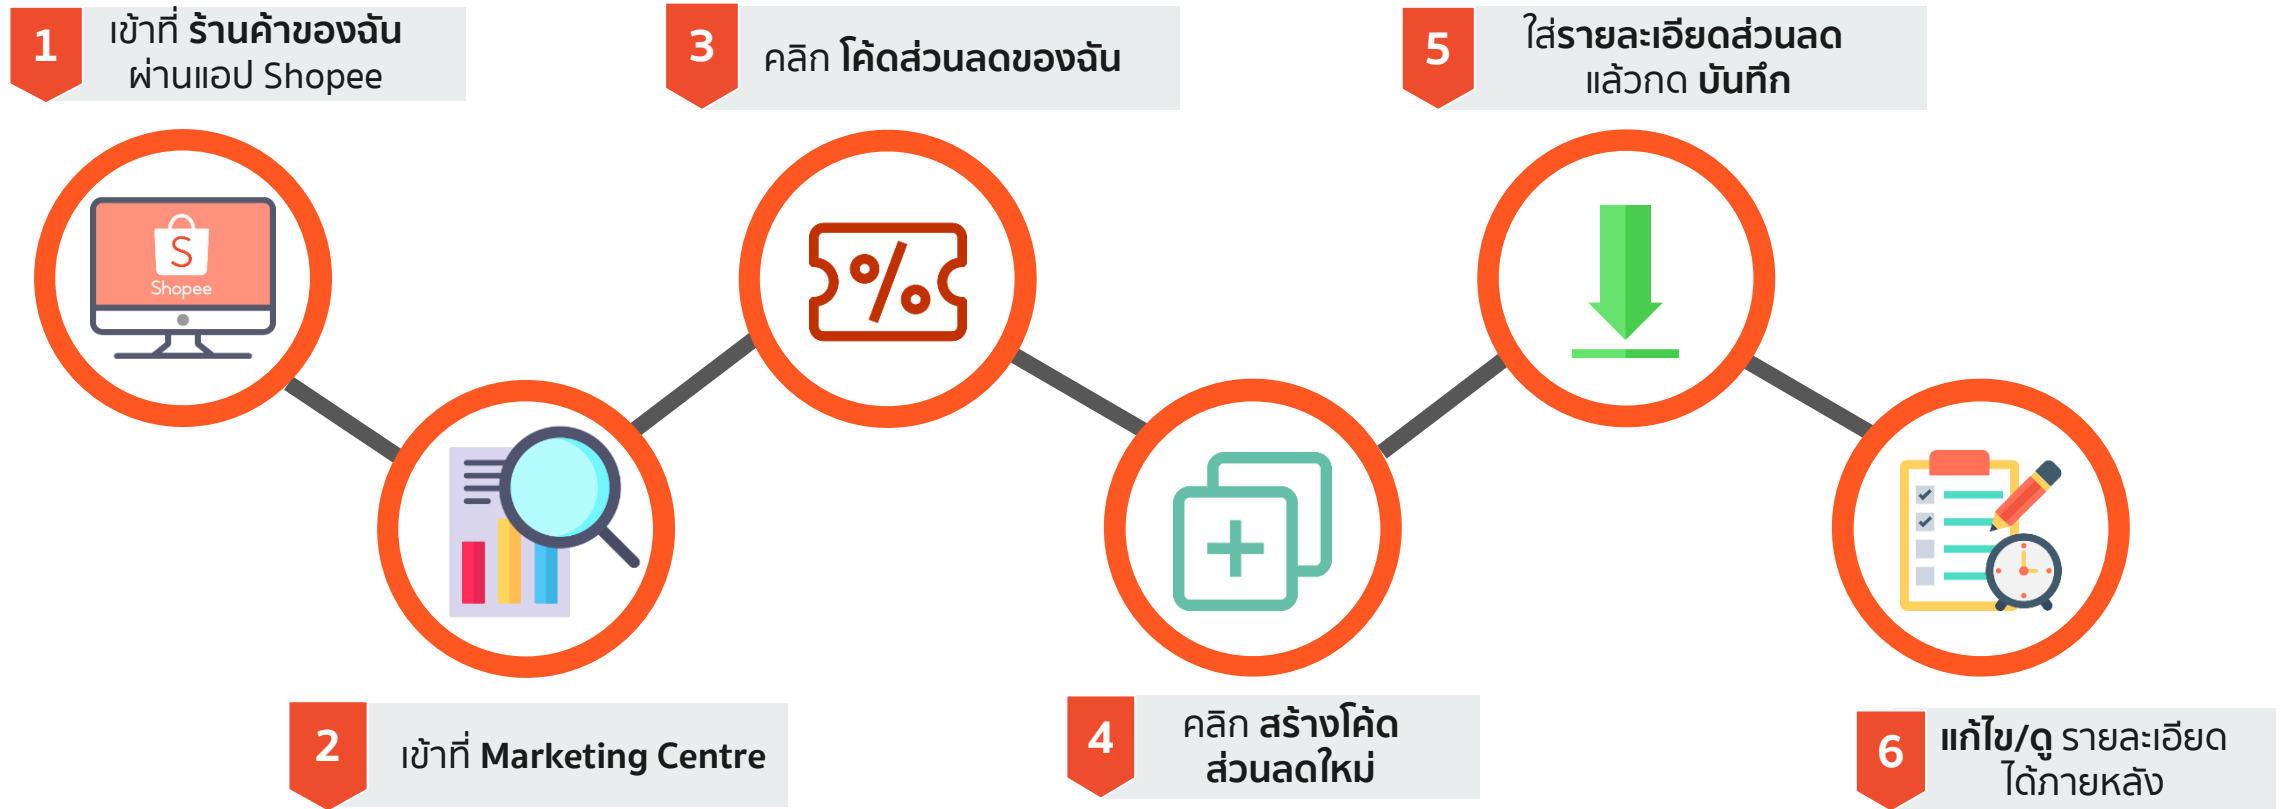 1
เข้าที่ ร้านค้าของฉัน
ผ่านแอป Shopee
S
Shopee
2
เข้าที่ Marketing Centre
3
คลิก โค้ดส่วนลดของฉัน
%
4
คลิก สร้างโค้ด
ส่วนลดใหม่
5
ใส่รายละเอียดส่วนลด
แล้วกด บันทึก
6
แก้ไข/ดู รายละเอียด
ได้ภายหลัง